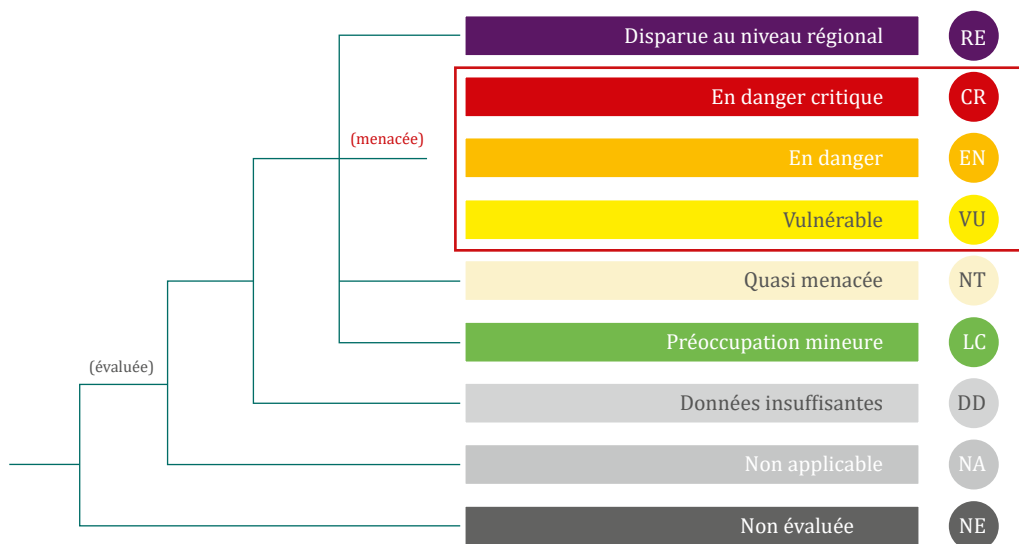 Disparue au niveau régional RE
En danger critique CR
(menacée)
En danger EN
Vulnérable VU
Quasi menacée NT
Préoccupation mineure LC
(évaluée)
Données insuffisantes DD
Non applicable NA
Non évaluée NE